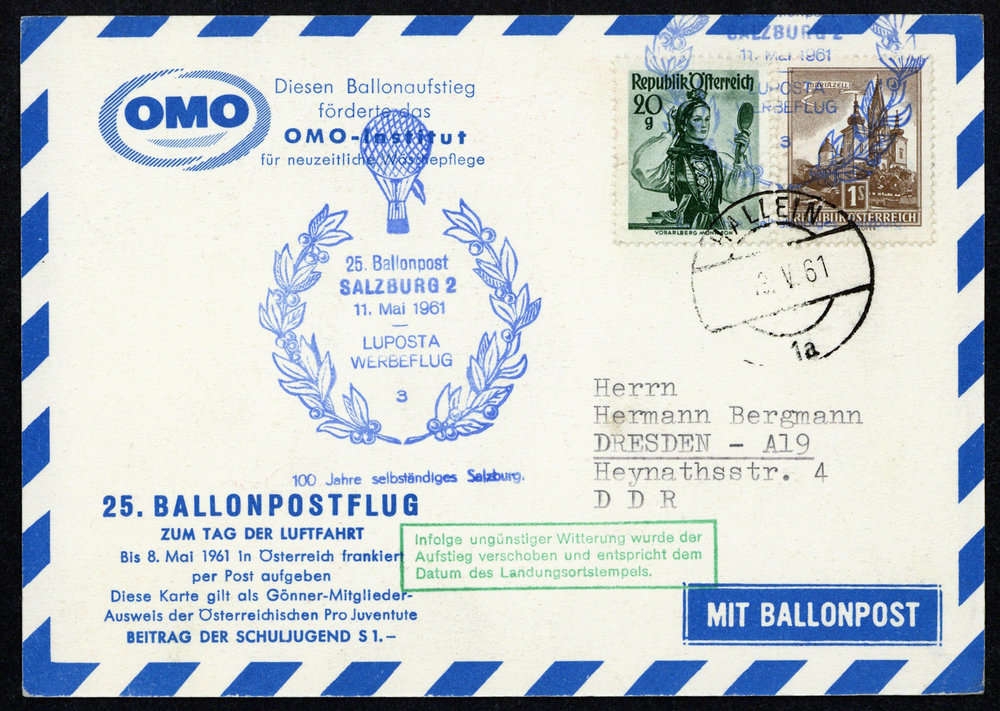 OMO
Diesen Ballonaufstieg
förderte das
OMO-Institut
für neuzeitliche Wäschepflege
25. Ballonpost
SALZBURG 2
11. Mai 1961
LUPOSTA
WERBEFLUG
3
100 Jahre selbständiges Salzburg.
SALZBURG 2
11. Mai 1961
LUPOSTA
WERBEFLUG
3
Republik Österreich
20
g
VORARLBERG MONTAFON
1S
REPUBLIK ÖSTERREICH
HALLEIN
V. 61
1a
Herrn
Hermann Bergmann
DRESDEN - A19
Heynathsstr. 4
D D R
25. BALLONPOSTFLUG
ZUM TAG DER LUFTFAHRT
Bis 8. Mai 1961 in Österreich frankiert
per Post aufgeben
Diese Karte gilt als Gönner-Mitglieder-
Ausweis der Österreichischen Pro Juventute
BEITRAG DER SCHULJUGEND S 1.–
Infolge ungünstiger Witterung wurde der
Aufstieg verschoben und entspricht dem
Datum des Landungsortstempels.
MIT BALLONPOST